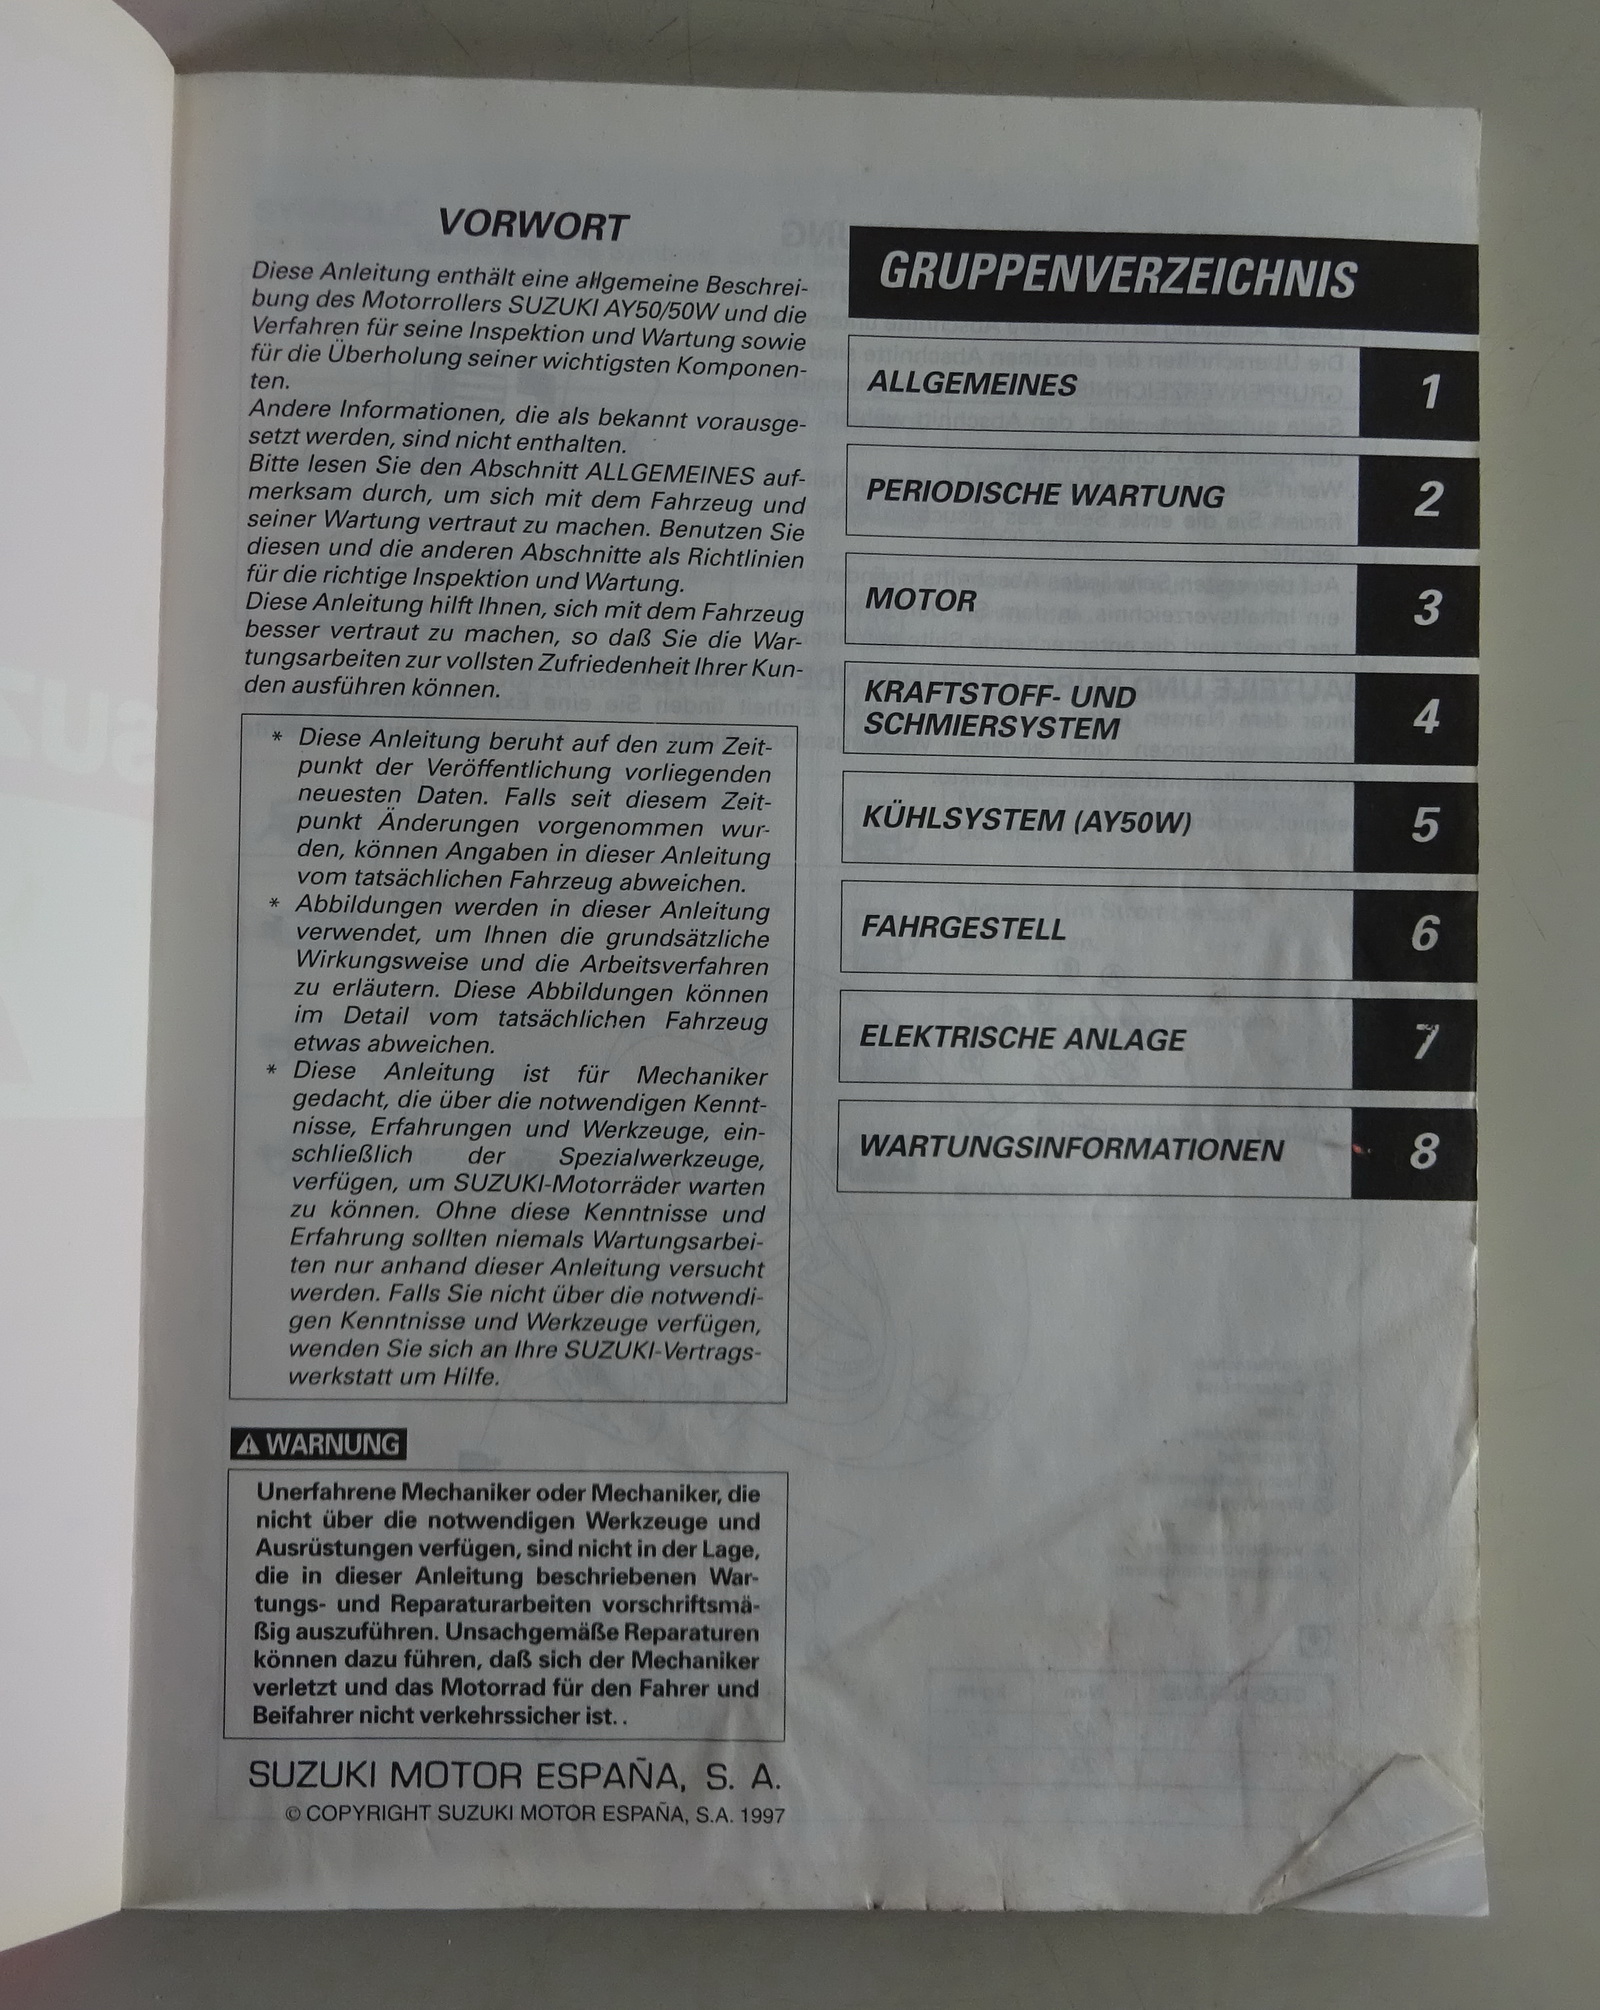 VORWORT
Diese Anleitung enthält eine allgemeine Beschrei-
bung des Motorrollers SUZUKI AY50/50W und die
Verfahren für seine Inspektion und Wartung sowie
für die Überholung seiner wichtigsten Komponen-
ten.
Andere Informationen, die als bekannt vorausge-
setzt werden, sind nicht enthalten.
Bitte lesen Sie den Abschnitt ALLGEMEINES auf-
merksam durch, um sich mit dem Fahrzeug und
seiner Wartung vertraut zu machen. Benutzen Sie
diesen und die anderen Abschnitte als Richtlinien
für die richtige Inspektion und Wartung.
Diese Anleitung hilft Ihnen, sich mit dem Fahrzeug
besser vertraut zu machen, so daß Sie die War-
tungsarbeiten zur vollsten Zufriedenheit Ihrer Kun-
den ausführen können.
* Diese Anleitung beruht auf den zum Zeit-
punkt der Veröffentlichung vorliegenden
neuesten Daten. Falls seit diesem Zeit-
punkt Änderungen vorgenommen wur-
den, können Angaben in dieser Anleitung
vom tatsächlichen Fahrzeug abweichen.
* Abbildungen werden in dieser Anleitung
verwendet, um Ihnen die grundsätzliche
Wirkungsweise und die Arbeitsverfahren
zu erläutern. Diese Abbildungen können
im Detail vom tatsächlichen Fahrzeug
etwas abweichen.
* Diese Anleitung ist für Mechaniker
gedacht, die über die notwendigen Kennt-
nisse, Erfahrungen und Werkzeuge, ein-
schließlich der Spezialwerkzeuge,
verfügen, um SUZUKI-Motorräder warten
zu können. Ohne diese Kenntnisse und
Erfahrung sollten niemals Wartungsarbei-
ten nur anhand dieser Anleitung versucht
werden. Falls Sie nicht über die notwendi-
gen Kenntnisse und Werkzeuge verfügen,
wenden Sie sich an Ihre SUZUKI-Vertrags-
werkstatt um Hilfe.
WARNUNG
Unerfahrene Mechaniker oder Mechaniker, die
nicht über die notwendigen Werkzeuge und
Ausrüstungen verfügen, sind nicht in der Lage,
die in dieser Anleitung beschriebenen War-
tungs- und Reparaturarbeiten vorschriftsmä-
ßig auszuführen. Unsachgemäße Reparaturen
können dazu führen, daß sich der Mechaniker
verletzt und das Motorrad für den Fahrer und
Beifahrer nicht verkehrssicher ist. .
SUZUKI MOTOR ESPAÑA, S. A.
© COPYRIGHT SUZUKI MOTOR ESPAÑA, S.A. 1997
GRUPPENVERZEICHNIS
ALLGEMEINES 1
PERIODISCHE WARTUNG 2
MOTOR 3
KRAFTSTOFF- UND
SCHMIERSYSTEM 4
KÜHLSYSTEM (AY50W) 5
FAHRGESTELL 6
ELEKTRISCHE ANLAGE 7
WARTUNGSINFORMATIONEN 8